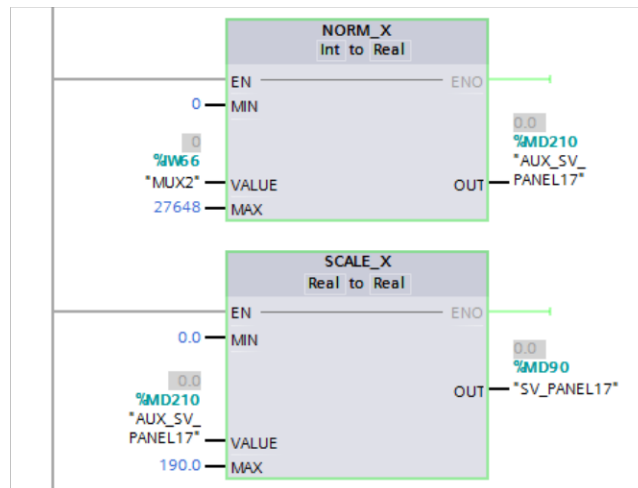 NORM_X
Int to Real
EN
ENO
0
MIN
0.0
0
%MD210
%IW66
"AUX_SV_
"MUX2"
VALUE
OUT
PANEL17"
27648
MAX
SCALE_X
Real to Real
EN
ENO
0.0
MIN
0.0
0.0
%MD90
%MD210
OUT
"SV_PANEL17"
"AUX_SV_
PANEL17"
VALUE
190.0
MAX